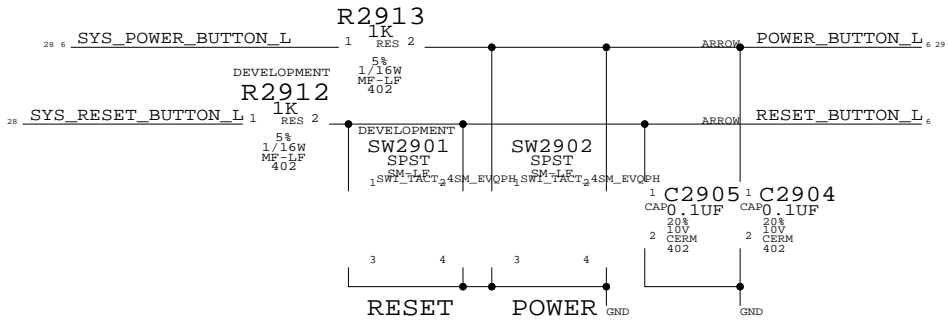 R2913
28 6 SYS_POWER_BUTTON_L 1 1K RES 2 ARROW POWER_BUTTON_L 6 29
5%
1/16W
MF-LF
402
DEVELOPMENT
R2912
28 SYS_RESET_BUTTON_L 1 1K RES 2 ARROW RESET_BUTTON_L 6
5%
1/16W
MF-LF
402
DEVELOPMENT
SW2901
SPST
SM-LF
1 2
SW2902
SPST
SM-LF
1 2
3 4
3 4
RESET
POWER
GND
1 C2905
CAP 0.1UF
20%
10V
2 CERM
402
1 C2904
CAP 0.1UF
20%
10V
2 CERM
402
GND